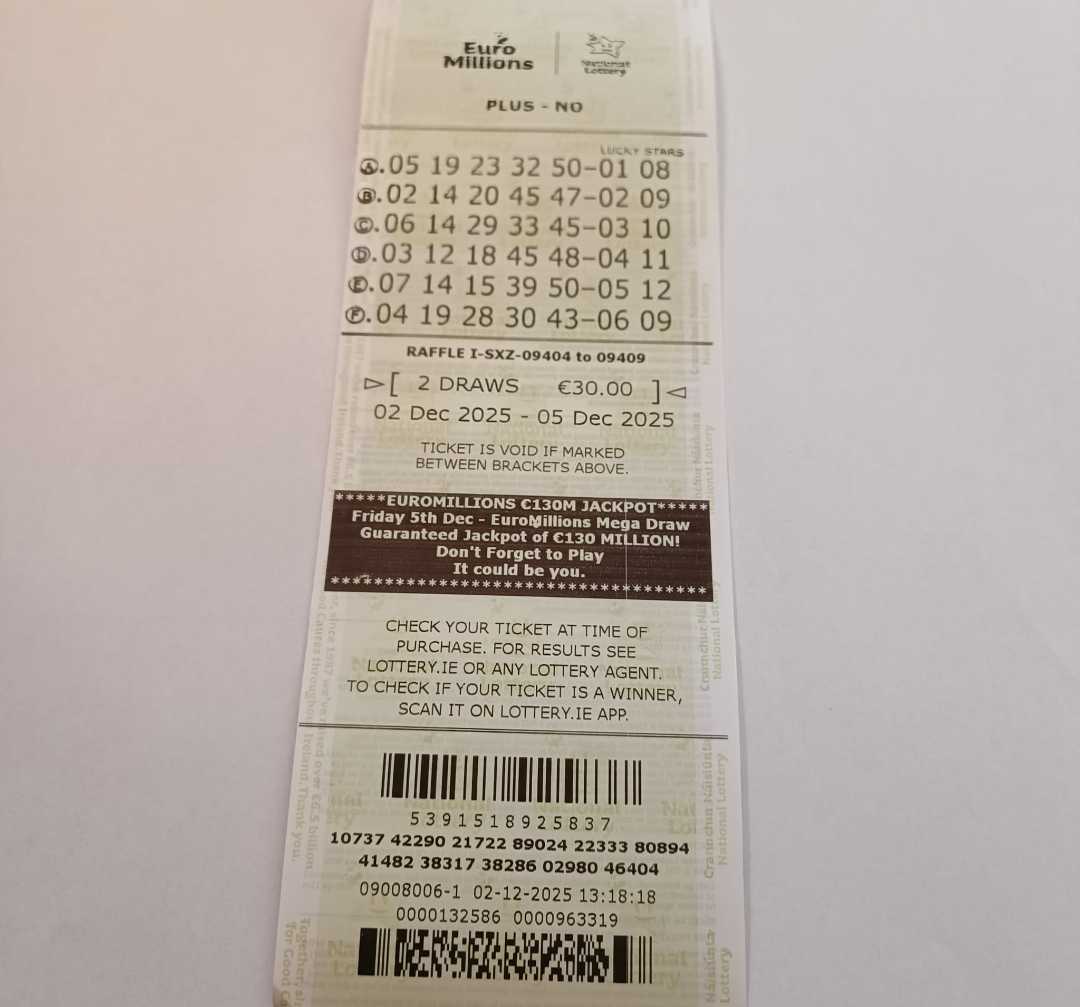 Euro
Millions
National
Lottery
PLUS - NO
LUCKY STARS
A.05 19 23 32 50-01 08
B.02 14 20 45 47-02 09
C.06 14 29 33 45-03 10
D.03 12 18 45 48-04 11
E.07 14 15 39 50-05 12
F.04 19 28 30 43-06 09
RAFFLE I-SXZ-09404 to 09409
[ 2 DRAWS €30.00 ]
02 Dec 2025 - 05 Dec 2025
TICKET IS VOID IF MARKED
BETWEEN BRACKETS ABOVE.
*****EUROMILLIONS €130M JACKPOT*****
Friday 5th Dec - EuroMillions Mega Draw
Guaranteed Jackpot of €130 MILLION!
Don't Forget to Play
It could be you.
**********************************
CHECK YOUR TICKET AT TIME OF
PURCHASE. FOR RESULTS SEE
LOTTERY.IE OR ANY LOTTERY AGENT.
TO CHECK IF YOUR TICKET IS A WINNER,
SCAN IT ON LOTTERY.IE APP.
5391518925837
10737 42290 21722 89024 22333 80894
41482 38317 38286 02980 46404
09008006-1 02-12-2025 13:18:18
0000132586 0000963319